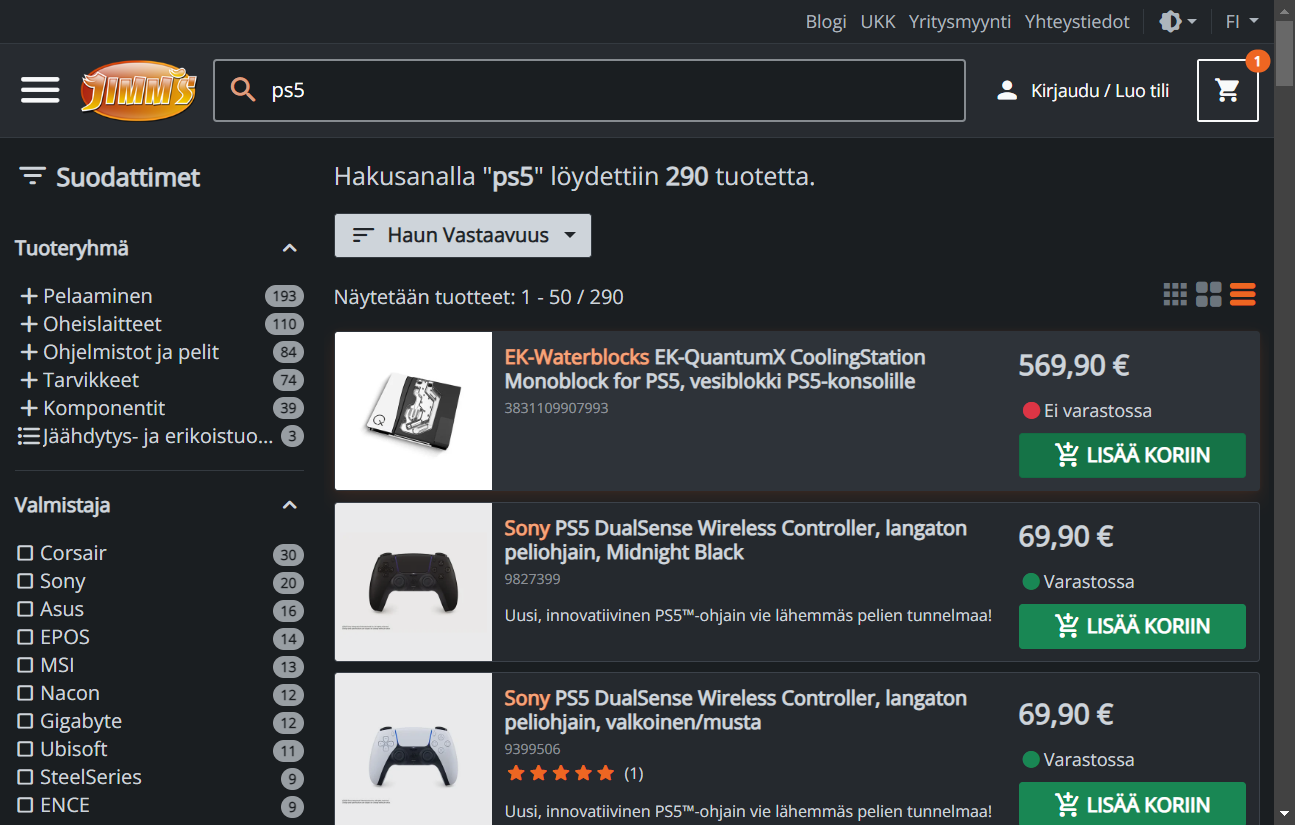 Blogi UKK Yritysmyynti Yhteystiedot FI
JIMM'S
ps5
Kirjaudu / Luo tili
1
Suodattimet
Tuoteryhmä
Pelaaminen 193
Oheislaitteet 110
Ohjelmistot ja pelit 84
Tarvikkeet 74
Komponentit 39
Jäähdytys- ja erikoistuo... 3
Valmistaja
Corsair 30
Sony 20
Asus 16
EPOS 14
MSI 13
Nacon 12
Gigabyte 12
Ubisoft 11
SteelSeries 9
ENCE 9
Hakusanalla "ps5" löydettiin 290 tuotetta.
Haun Vastaavuus
Näytetään tuotteet: 1 - 50 / 290
EK-Waterblocks EK-QuantumX CoolingStation
Monoblock for PS5, vesiblokki PS5-konsolille
3831109907993
569,90 €
Ei varastossa
LISÄÄ KORIIN
Sony PS5 DualSense Wireless Controller, langaton
peliohjain, Midnight Black
9827399
Uusi, innovatiivinen PS5™-ohjain vie lähemmäs pelien tunnelmaa!
69,90 €
Varastossa
LISÄÄ KORIIN
Sony PS5 DualSense Wireless Controller, langaton
peliohjain, valkoinen/musta
9399506
(1)
Uusi, innovatiivinen PS5™-ohjain vie lähemmäs pelien tunnelmaa!
69,90 €
Varastossa
LISÄÄ KORIIN